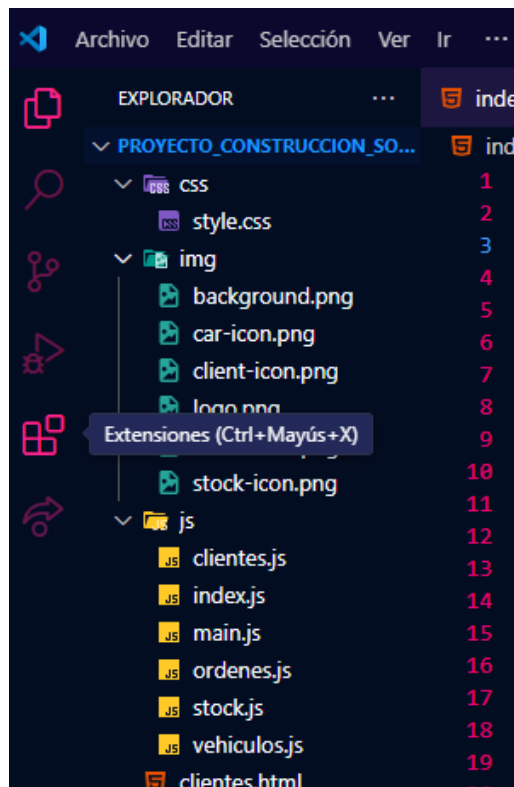 Archivo Editar Selección Ver Ir ···
EXPLORADOR ···
inde
PROYECTO_CONSTRUCCION_SO...
ind
css
1
style.css
2
img
3
background.png
4
5
car-icon.png
6
client-icon.png
7
logo.png
8
Extensiones (Ctrl+Mayús+X)
9
stock-icon.png
10
js
11
clientes.js
12
index.js
13
main.js
14
15
ordenes.js
16
stock.js
17
vehiculos.js
18
clientes.html
19